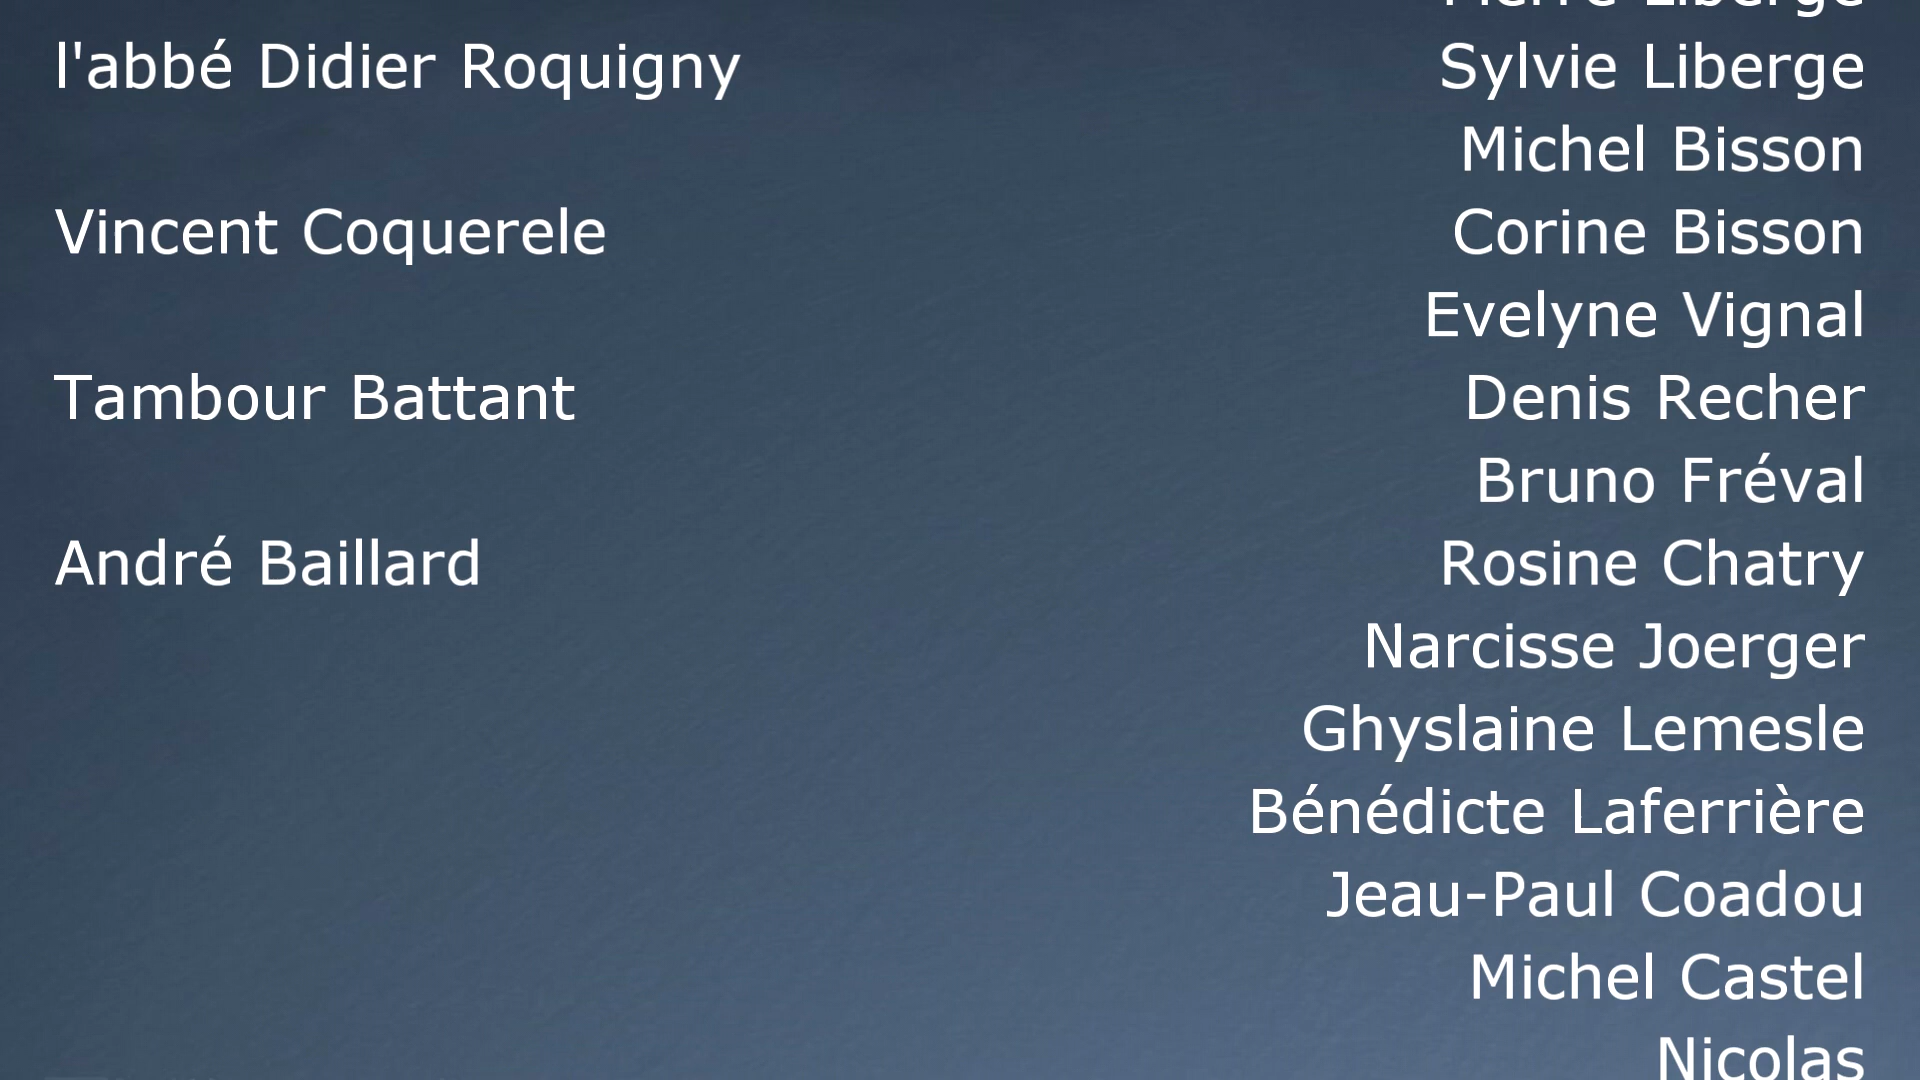 l'abbé Didier Roquigny
Vincent Coquerele
Tambour Battant
André Baillard
Liberge
Sylvie Liberge
Michel Bisson
Corine Bisson
Evelyne Vignal
Denis Recher
Bruno Fréval
Rosine Chatry
Narcisse Joerger
Ghyslaine Lemesle
Bénédicte Laferrière
Jeau-Paul Coadou
Michel Castel
Nicolas